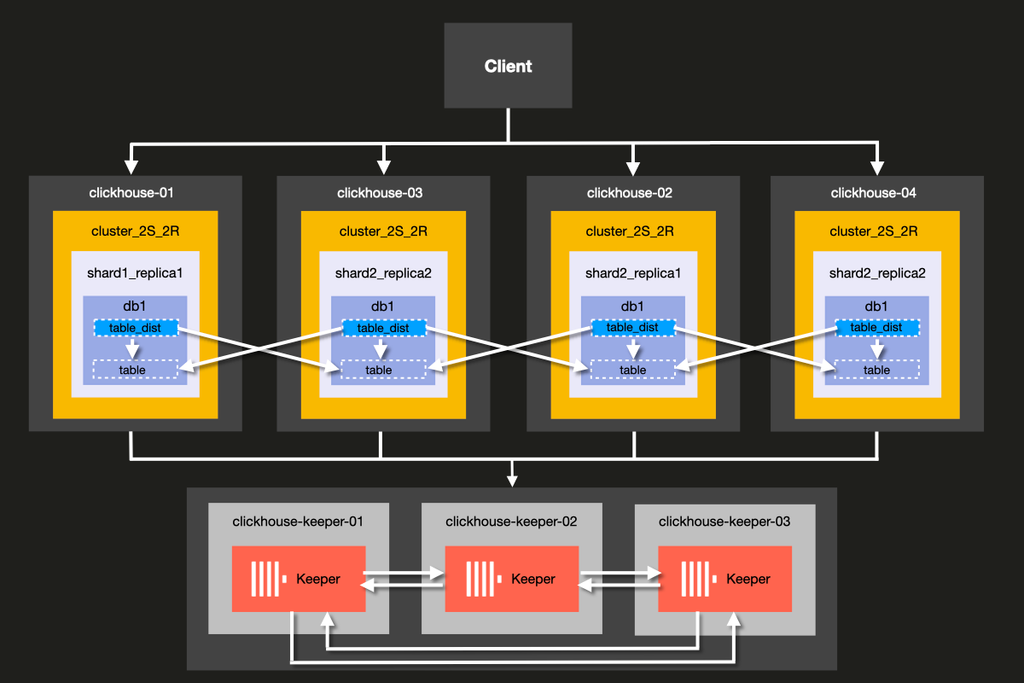 Client
clickhouse-01
cluster_2S_2R
shard1_replica1
db1
table_dist
table
clickhouse-03
cluster_2S_2R
shard2_replica2
db1
table_dist
table
clickhouse-02
cluster_2S_2R
shard2_replica1
db1
table_dist
table
clickhouse-04
cluster_2S_2R
shard2_replica2
db1
table_dist
table
clickhouse-keeper-01
Keeper
clickhouse-keeper-02
Keeper
clickhouse-keeper-03
Keeper